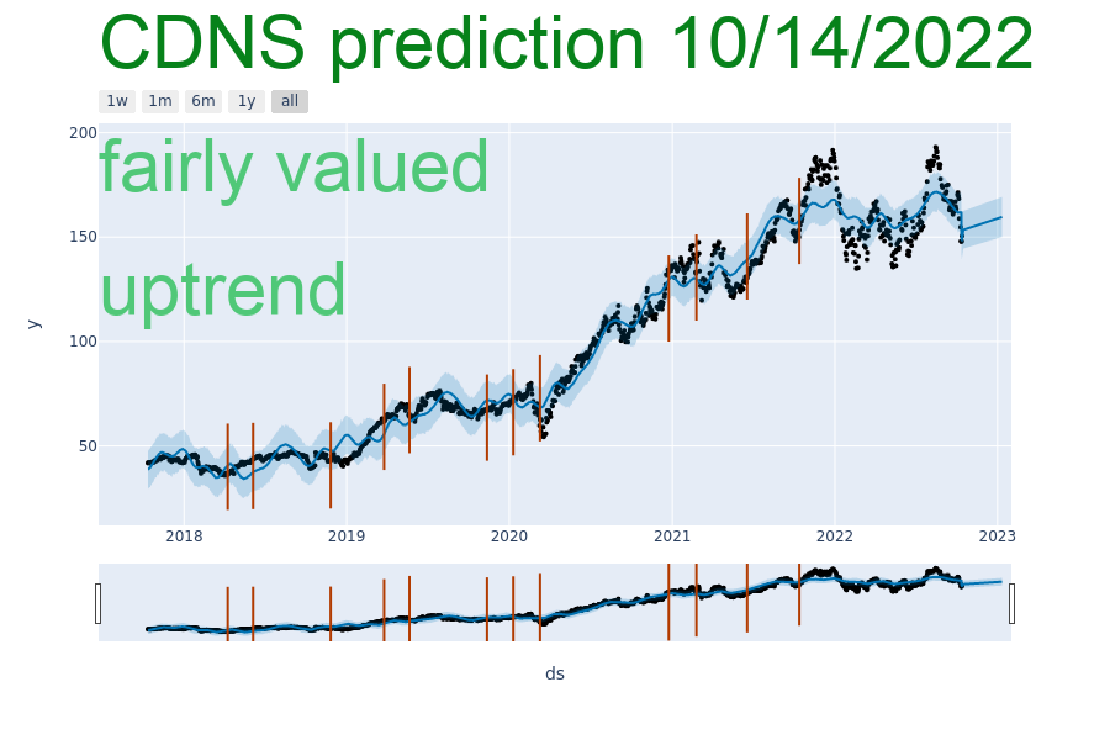 CDNS prediction 10/14/2022
1w 1m 6m 1y all
200
fairly valued
150
uptrend
y
100
50
2018 2019 2020 2021 2022 2023
ds